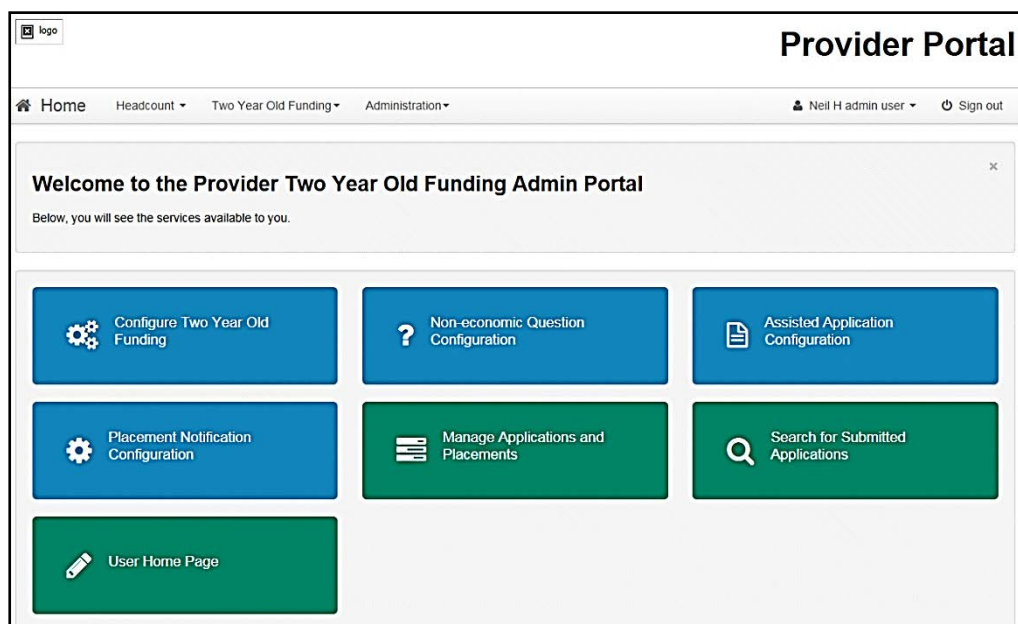 logo
Provider Portal
Home Headcount Two Year Old Funding Administration Neil H admin user Sign out
Welcome to the Provider Two Year Old Funding Admin Portal
Below, you will see the services available to you.
Configure Two Year Old
Funding
Non-economic Question
Configuration
Assisted Application
Configuration
Placement Notification
Configuration
Manage Applications and
Placements
Search for Submitted
Applications
User Home Page